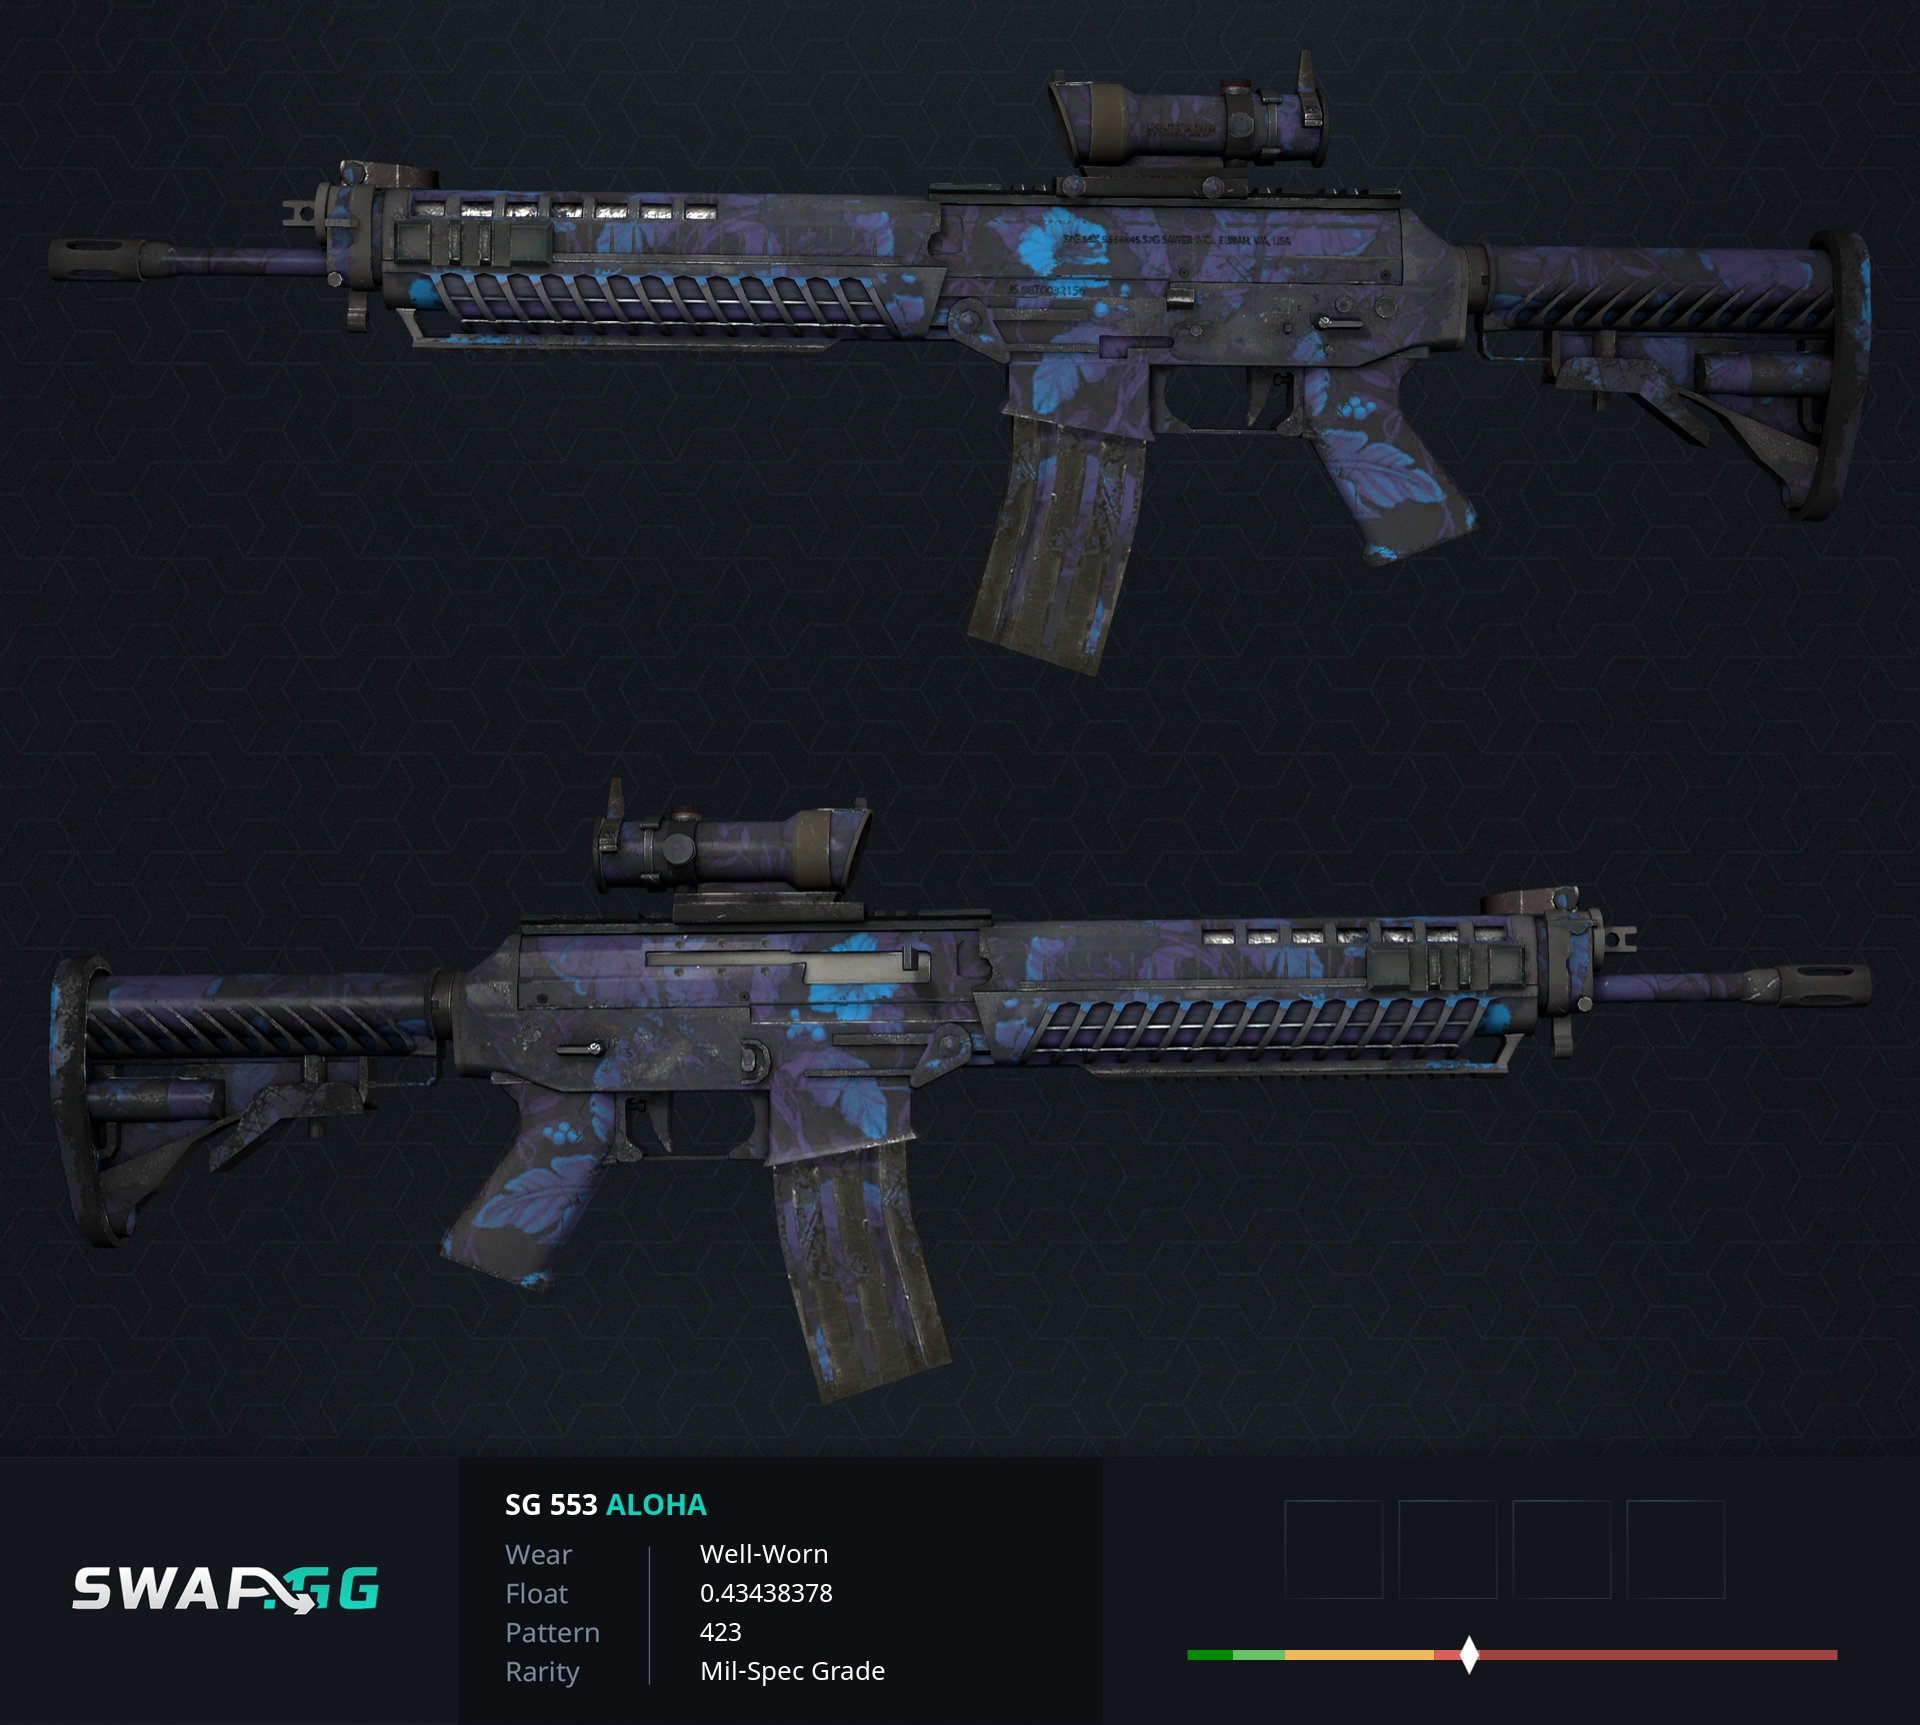 SWAP.GG
SG 553 ALOHA
Wear Well-Worn
Float 0.43438378
Pattern 423
Rarity Mil-Spec Grade